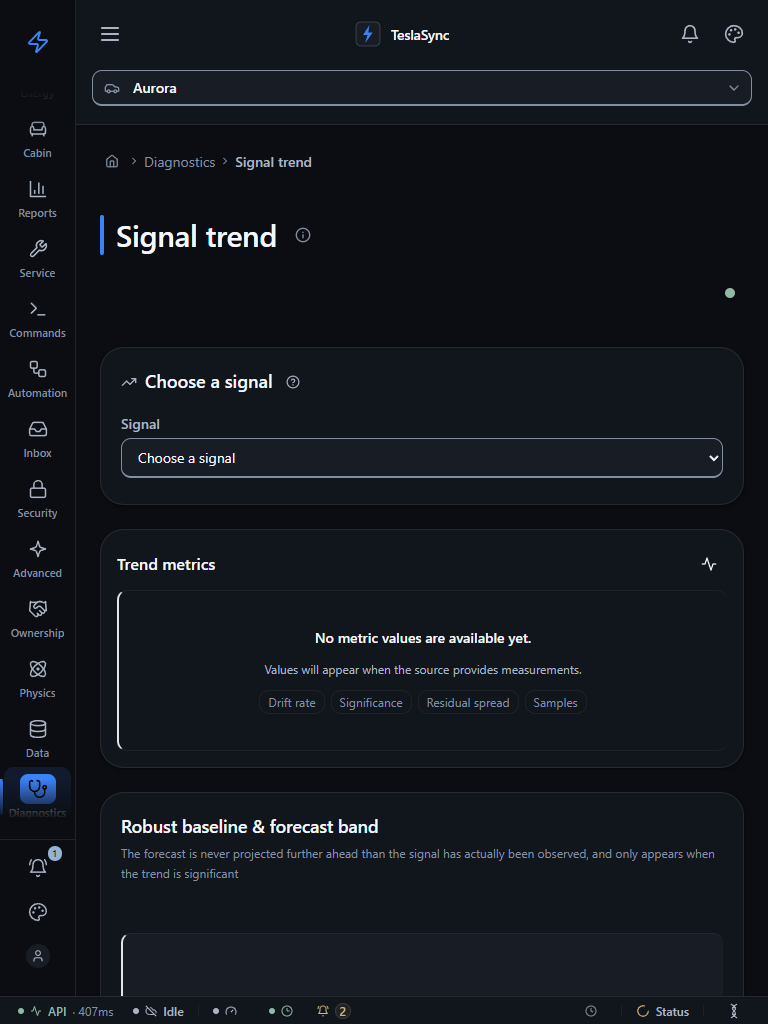 TeslaSync
Aurora
Energy
Cabin
Reports
Service
Commands
Automation
Inbox
Security
Advanced
Ownership
Physics
Data
Diagnostics
1
Diagnostics > Signal trend
Signal trend
Choose a signal
Signal
Choose a signal
Trend metrics
No metric values are available yet.
Values will appear when the source provides measurements.
Drift rate Significance Residual spread Samples
Robust baseline & forecast band
The forecast is never projected further ahead than the signal has actually been observed, and only appears when
the trend is significant
API · 407ms Idle 2 Status